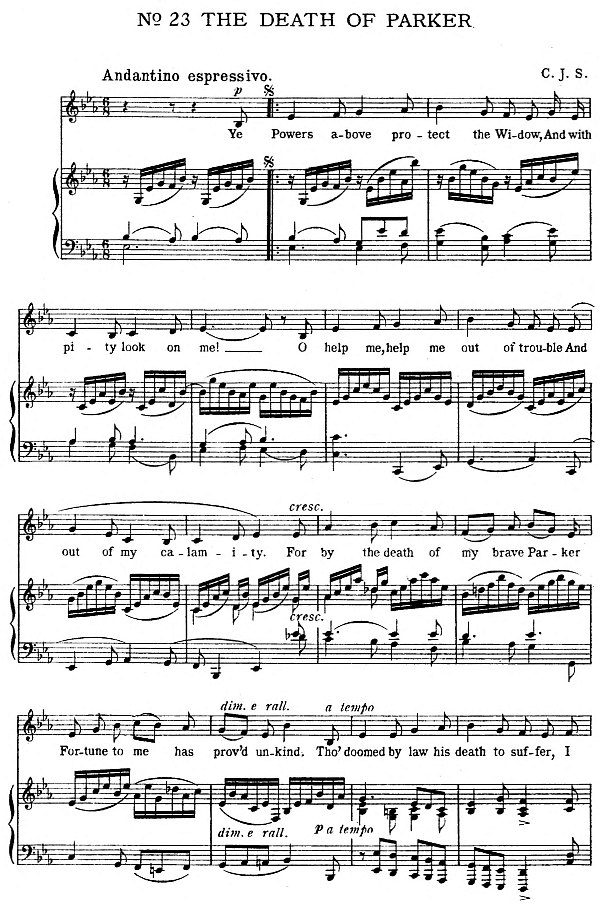 No 23 THE DEATH OF PARKER
Andantino espressivo.
C. J. S.
p
Ye Powers a-bove pro-tect the Wi-dow, And with
pi-ty look on me! O help me, help me out of trou-ble And
cresc.
out of my ca-lam-i-ty. For by the death of my brave Par-ker
cresc.
dim. e rall. a tempo
For-tune to me has prov'd un-kind. Tho' doomed by law his death to suf-fer, I
dim. e rall. p a tempo